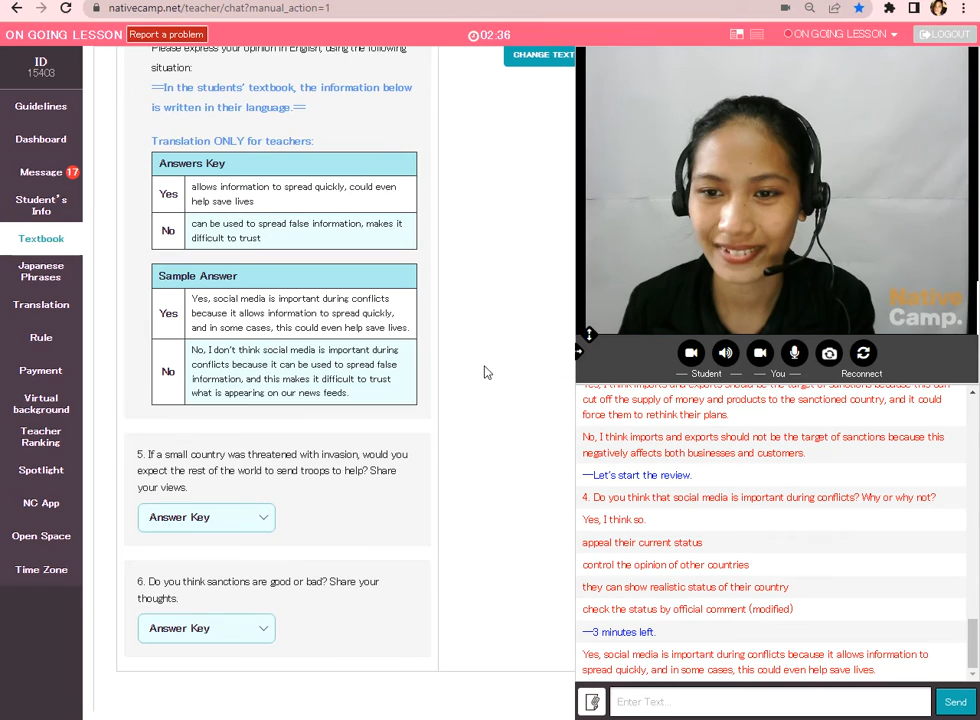 nativecamp.net/teacher/chat?manual_action=1
ON GOING LESSON
Report a problem
02:36
ON GOING LESSON
LOGOUT
ID
15403
Guidelines
Dashboard
Message 17
Student's
Info
Textbook
Japanese
Phrases
Translation
Rule
Payment
Virtual
background
Teacher
Ranking
Spotlight
NC App
Open Space
Time Zone
Please express your opinion in English, using the following
situation:
==In the students' textbook, the information below
is written in their language.==
Translation ONLY for teachers:
Answers Key
Yes
allows information to spread quickly, could even
help save lives
No
can be used to spread false information, makes it
difficult to trust
Sample Answer
Yes
Yes, social media is important during conflicts
because it allows information to spread quickly,
and in some cases, this could even help save lives.
No
No, I don't think social media is important during
conflicts because it can be used to spread false
information, and this makes it difficult to trust
what is appearing on our news feeds.
5. If a small country was threatened with invasion, would you
expect the rest of the world to send troops to help? Share
your views.
Answer Key
6. Do you think sanctions are good or bad? Share your
thoughts.
Answer Key
CHANGE TEXT
Native
Camp.
— Student —
— You —
Reconnect
Yes, I think imports and exports should be the target of sanctions because this can
cut off the supply of money and products to the sanctioned country, and it could
force them to rethink their plans.
No, I think imports and exports should not be the target of sanctions because this
negatively affects both businesses and customers.
—Let's start the review.
4. Do you think that social media is important during conflicts? Why or why not?
Yes, I think so.
appeal their current status
control the opinion of other countries
they can show realistic status of their country
check the status by official comment (modified)
—3 minutes left.
Yes, social media is important during conflicts because it allows information to
spread quickly, and in some cases, this could even help save lives.
Enter Text...
Send